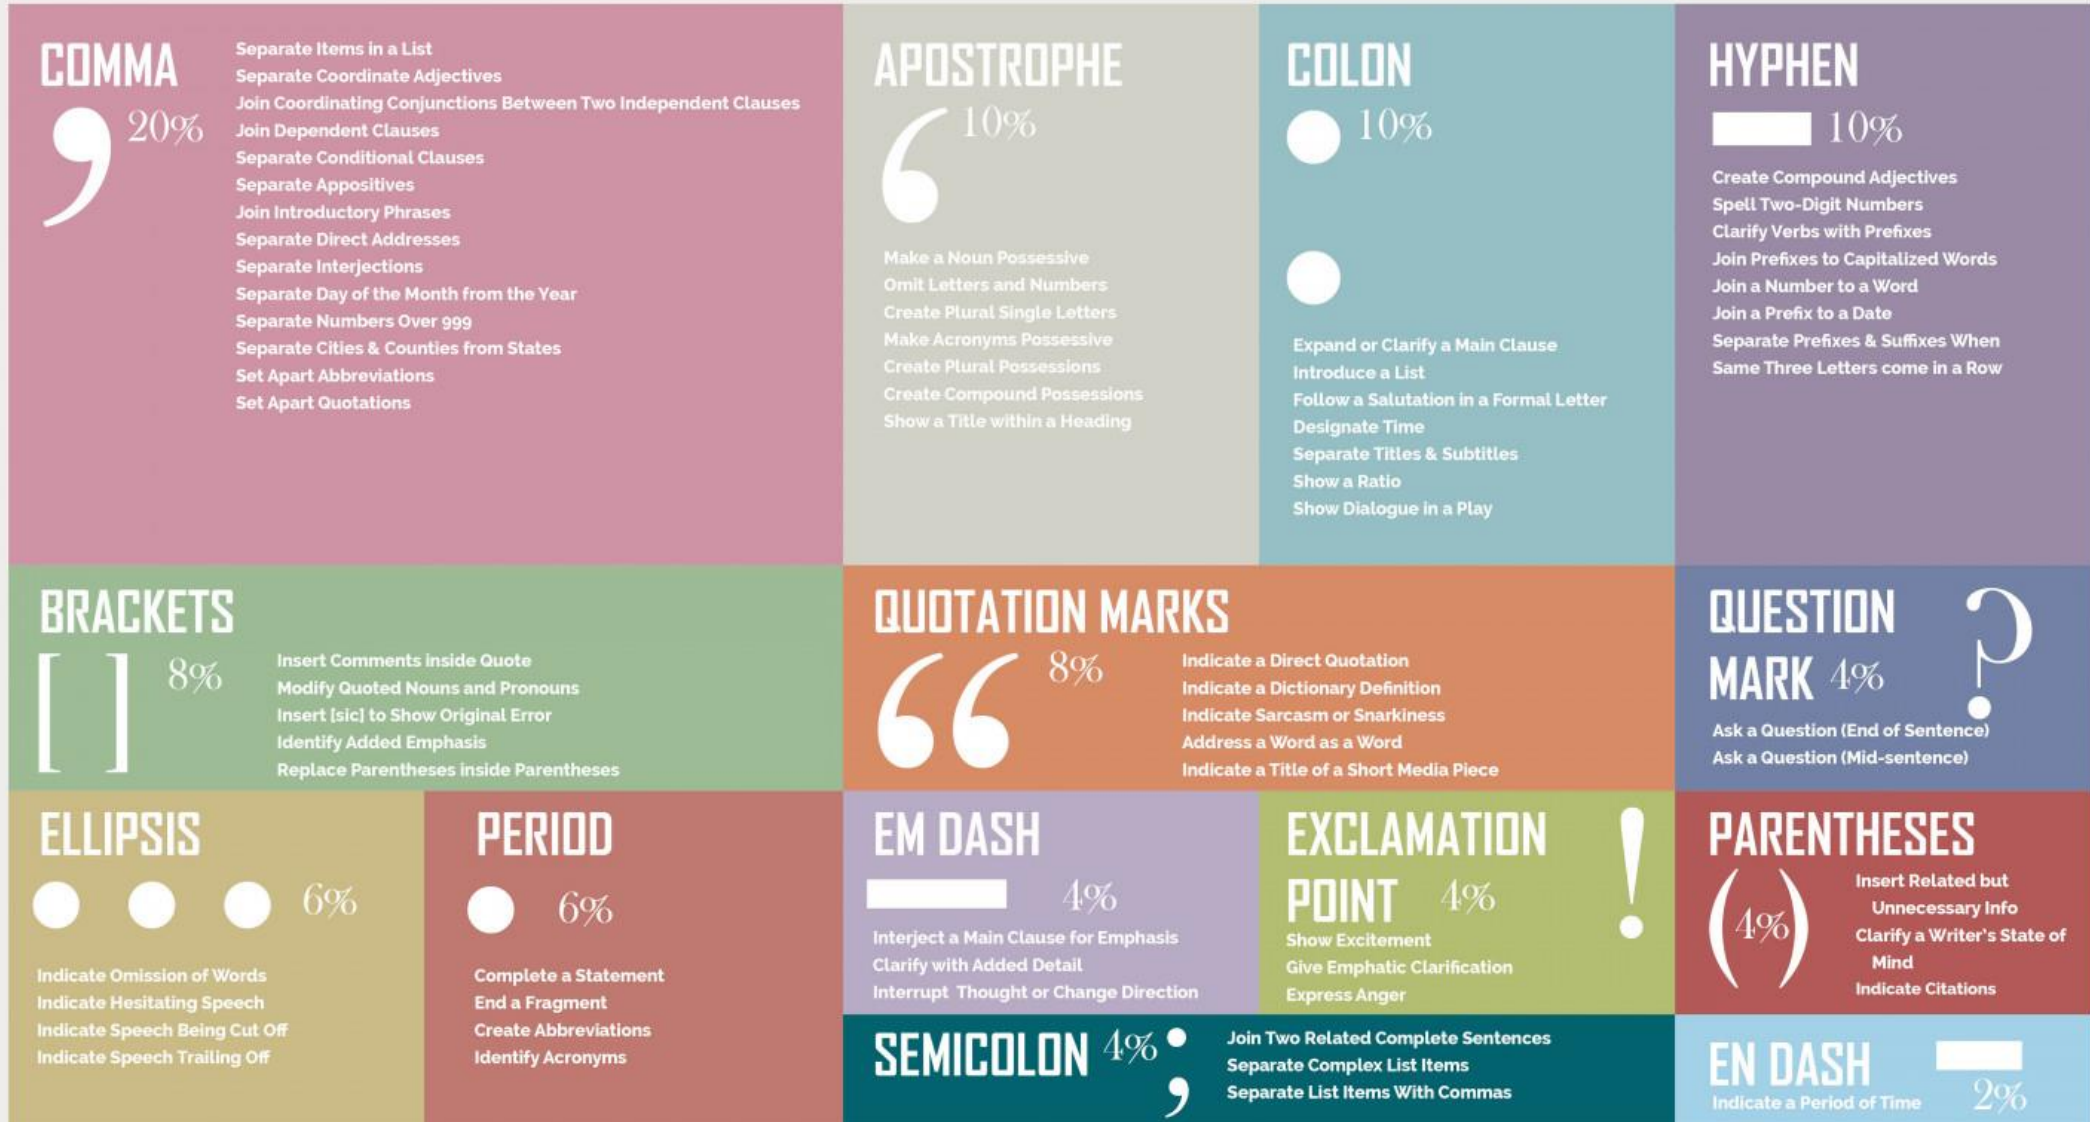 COMMA
,
20%
Separate Items in a List
Separate Coordinate Adjectives
Join Coordinating Conjunctions Between Two Independent Clauses
Join Dependent Clauses
Separate Conditional Clauses
Separate Appositives
Join Introductory Phrases
Separate Direct Addresses
Separate Interjections
Separate Day of the Month from the Year
Separate Numbers Over 999
Separate Cities & Counties from States
Set Apart Abbreviations
Set Apart Quotations
APOSTROPHE
‘
10%
Make a Noun Possessive
Omit Letters and Numbers
Create Plural Single Letters
Make Acronyms Possessive
Create Plural Possessions
Create Compound Possessions
Show a Title within a Heading
COLON
:
10%
Expand or Clarify a Main Clause
Introduce a List
Follow a Salutation in a Formal Letter
Designate Time
Separate Titles & Subtitles
Show a Ratio
Show Dialogue in a Play
HYPHEN
- 10%
Create Compound Adjectives
Spell Two-Digit Numbers
Clarify Verbs with Prefixes
Join Prefixes to Capitalized Words
Join a Number to a Word
Join a Prefix to a Date
Separate Prefixes & Suffixes When
Same Three Letters come in a Row
BRACKETS
[ ] 8%
Insert Comments inside Quote
Modify Quoted Nouns and Pronouns
Insert [sic] to Show Original Error
Identify Added Emphasis
Replace Parentheses inside Parentheses
QUOTATION MARKS
“ 8%
Indicate a Direct Quotation
Indicate a Dictionary Definition
Indicate Sarcasm or Snarkiness
Address a Word as a Word
Indicate a Title of a Short Media Piece
QUESTION
MARK 4% ?
Ask a Question (End of Sentence)
Ask a Question (Mid-sentence)
ELLIPSIS
... 6%
Indicate Omission of Words
Indicate Hesitating Speech
Indicate Speech Being Cut Off
Indicate Speech Trailing Off
PERIOD
. 6%
Complete a Statement
End a Fragment
Create Abbreviations
Identify Acronyms
EM DASH
— 4%
Interject a Main Clause for Emphasis
Clarify with Added Detail
Interrupt Thought or Change Direction
EXCLAMATION
POINT 4% !
Show Excitement
Give Emphatic Clarification
Express Anger
PARENTHESES
(4%)
Insert Related but
Unnecessary Info
Clarify a Writer's State of
Mind
Indicate Citations
SEMICOLON 4% ;
Join Two Related Complete Sentences
Separate Complex List Items
Separate List Items With Commas
EN DASH –
Indicate a Period of Time 2%